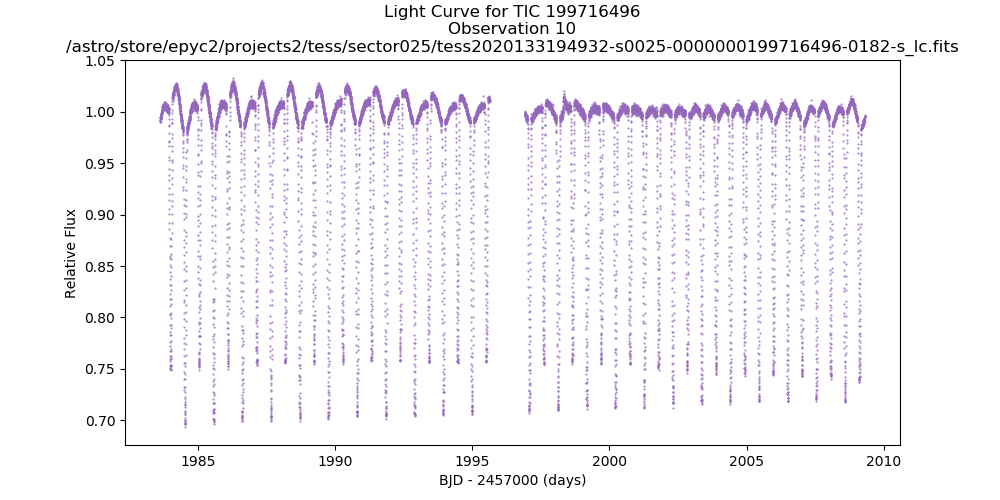 Light Curve for TIC 199716496
Observation 10
/astro/store/epyc2/projects2/tess/sector025/tess2020133194932-s0025-0000000199716496-0182-s_lc.fits
1.05
1.00
0.95
0.90
0.85
0.80
0.75
0.70
Relative Flux
1985
1990
1995
2000
2005
2010
BJD - 2457000 (days)